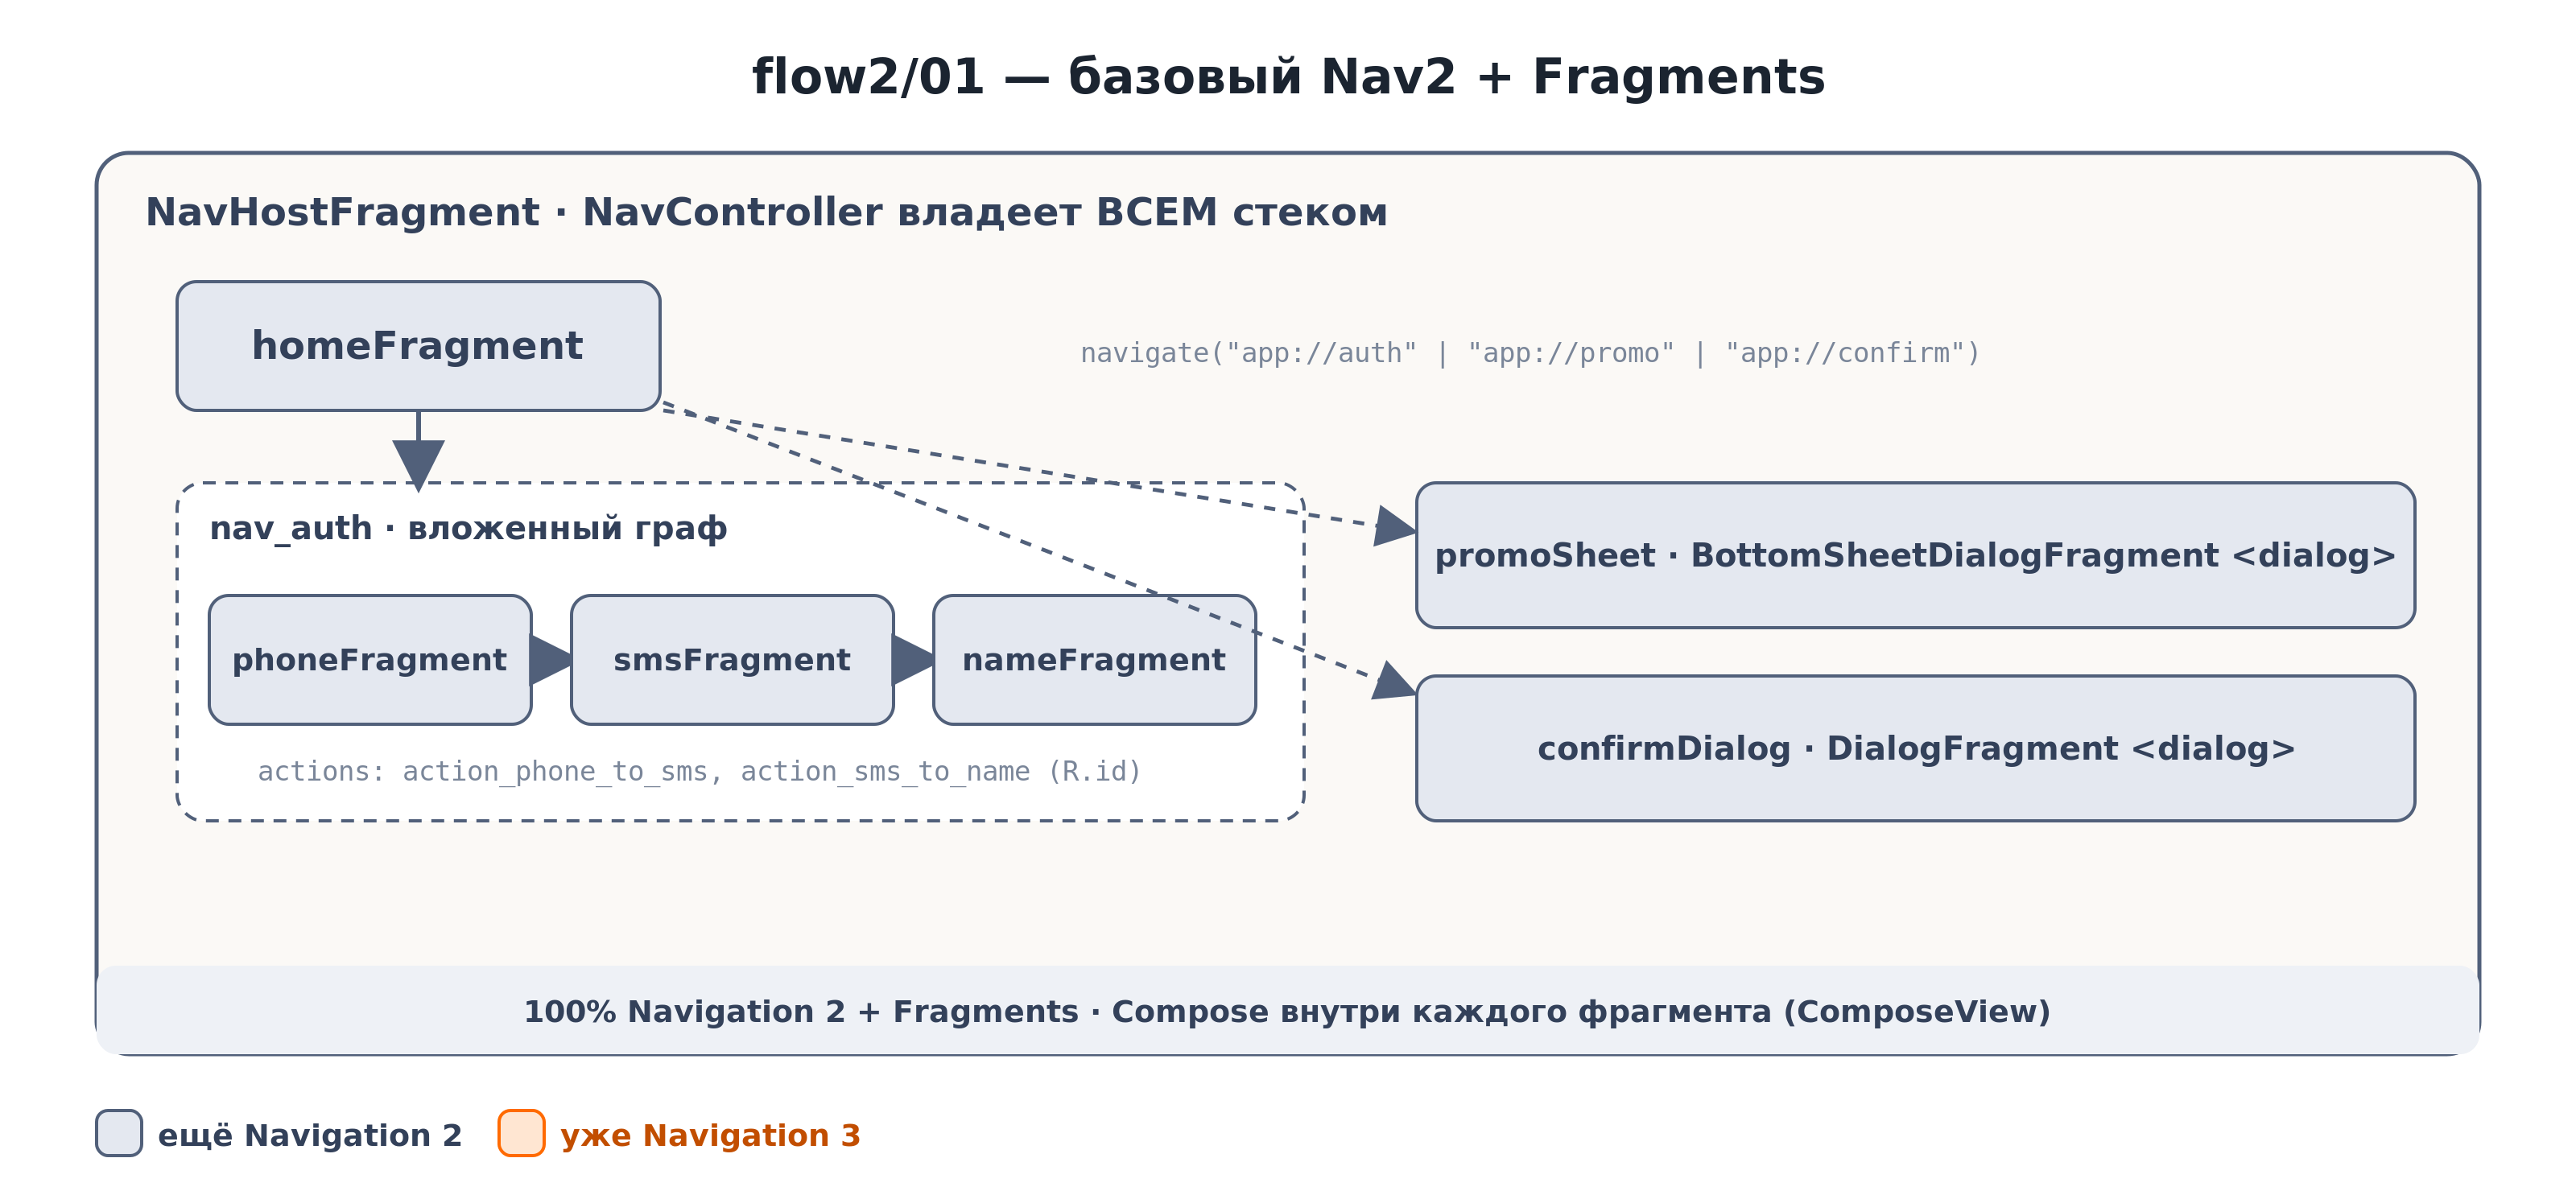 flow2/01 — базовый Nav2 + Fragments
NavHostFragment · NavController владеет ВСЕМ стеком
homeFragment
navigate("app://auth" | "app://promo" | "app://confirm")
nav_auth · вложенный граф
promoSheet · BottomSheetDialogFragment <dialog>
phoneFragment
smsFragment
nameFragment
confirmDialog · DialogFragment <dialog>
actions: action_phone_to_sms, action_sms_to_name (R.id)
100% Navigation 2 + Fragments · Compose внутри каждого фрагмента (ComposeView)
ещё Navigation 2
уже Navigation 3